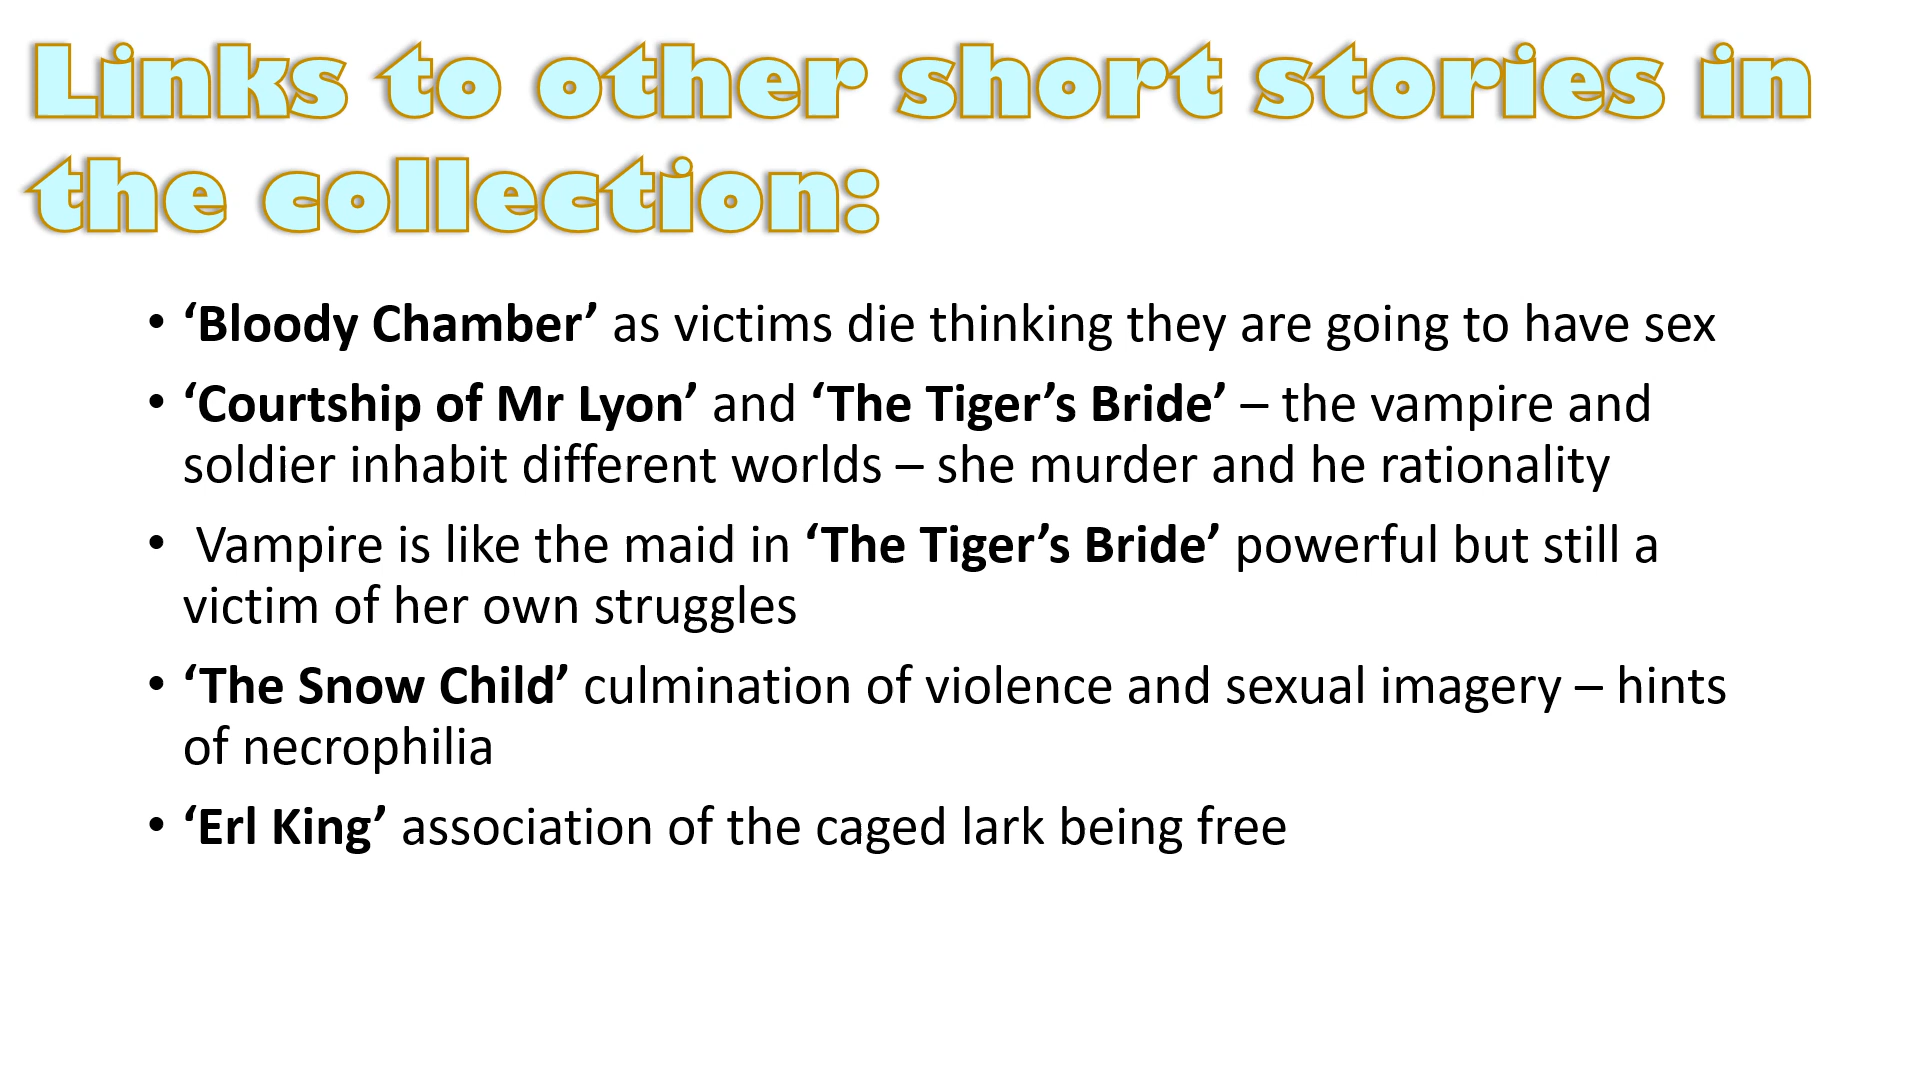 Links to other short stories in
the collection:
• ‘Bloody Chamber’ as victims die thinking they are going to have sex
• ‘Courtship of Mr Lyon’ and ‘The Tiger’s Bride’ – the vampire and
soldier inhabit different worlds – she murder and he rationality
• Vampire is like the maid in ‘The Tiger’s Bride’ powerful but still a
victim of her own struggles
• ‘The Snow Child’ culmination of violence and sexual imagery – hints
of necrophilia
• ‘Erl King’ association of the caged lark being free